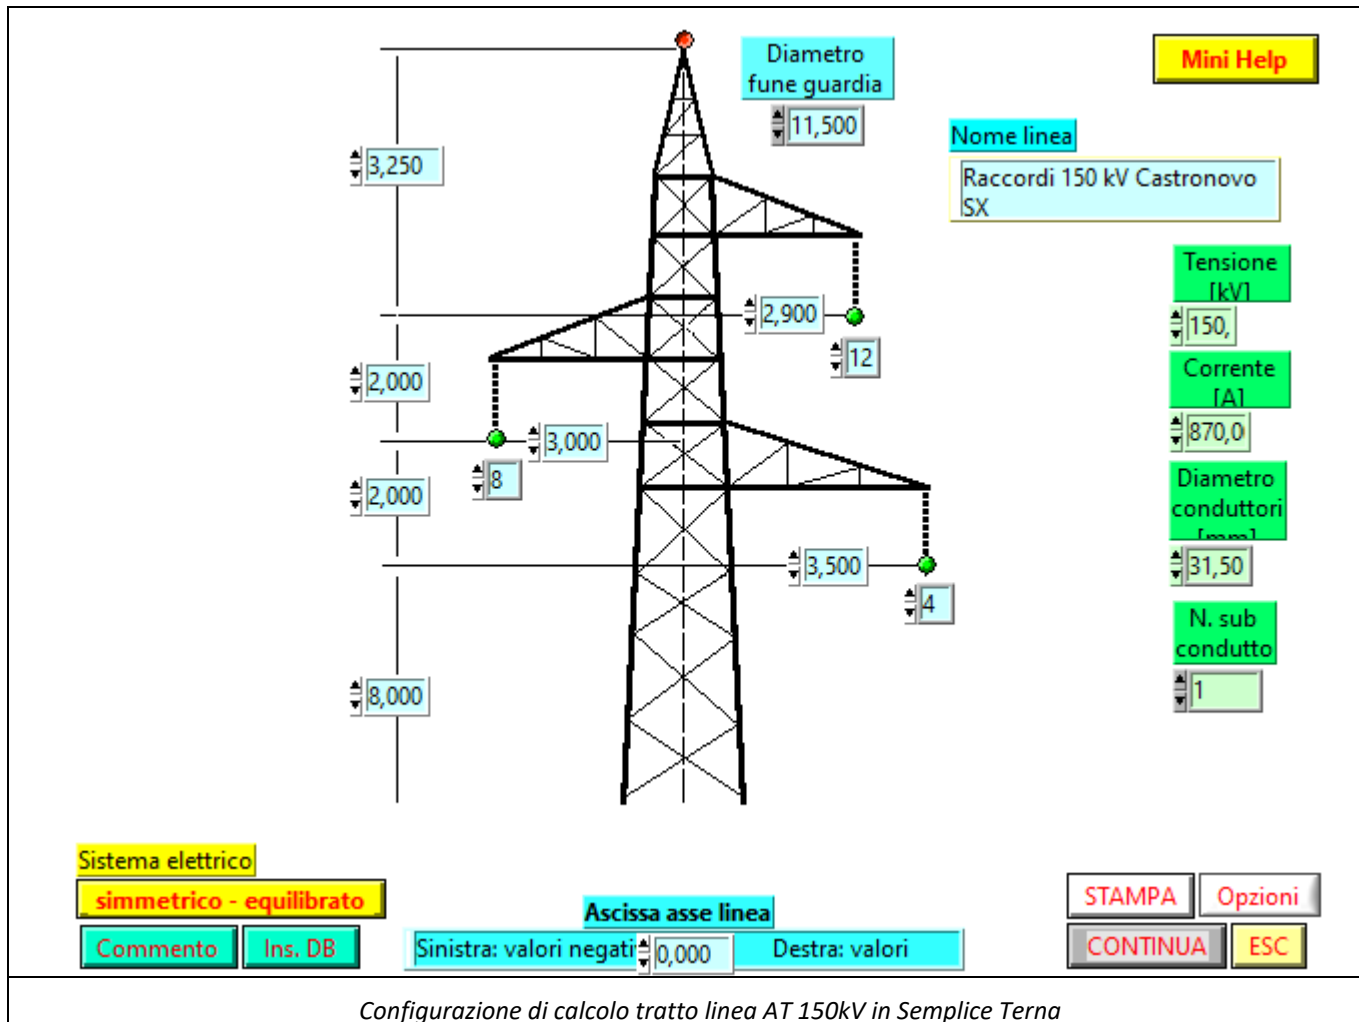 Diametro
fune guardia
11,500
Mini Help
Nome linea
Raccordi 150 kV Castronovo
SX
3,250
Tensione
[kV]
150,
2,900
12
Corrente
[A]
870,0
2,000
3,000
8
2,000
Diametro
conduttori
[mm]
31,50
3,500
4
N. sub
condutto
1
8,000
Sistema elettrico
simmetrico - equilibrato
Commento
Ins. DB
Ascissa asse linea
Sinistra: valori negati
0,000
Destra: valori
STAMPA
Opzioni
CONTINUA
ESC
Configurazione di calcolo tratto linea AT 150kV in Semplice Terna